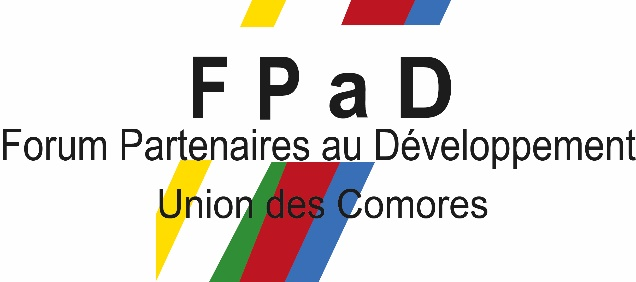 F P a D
Forum Partenaires au Développement
Union des Comores